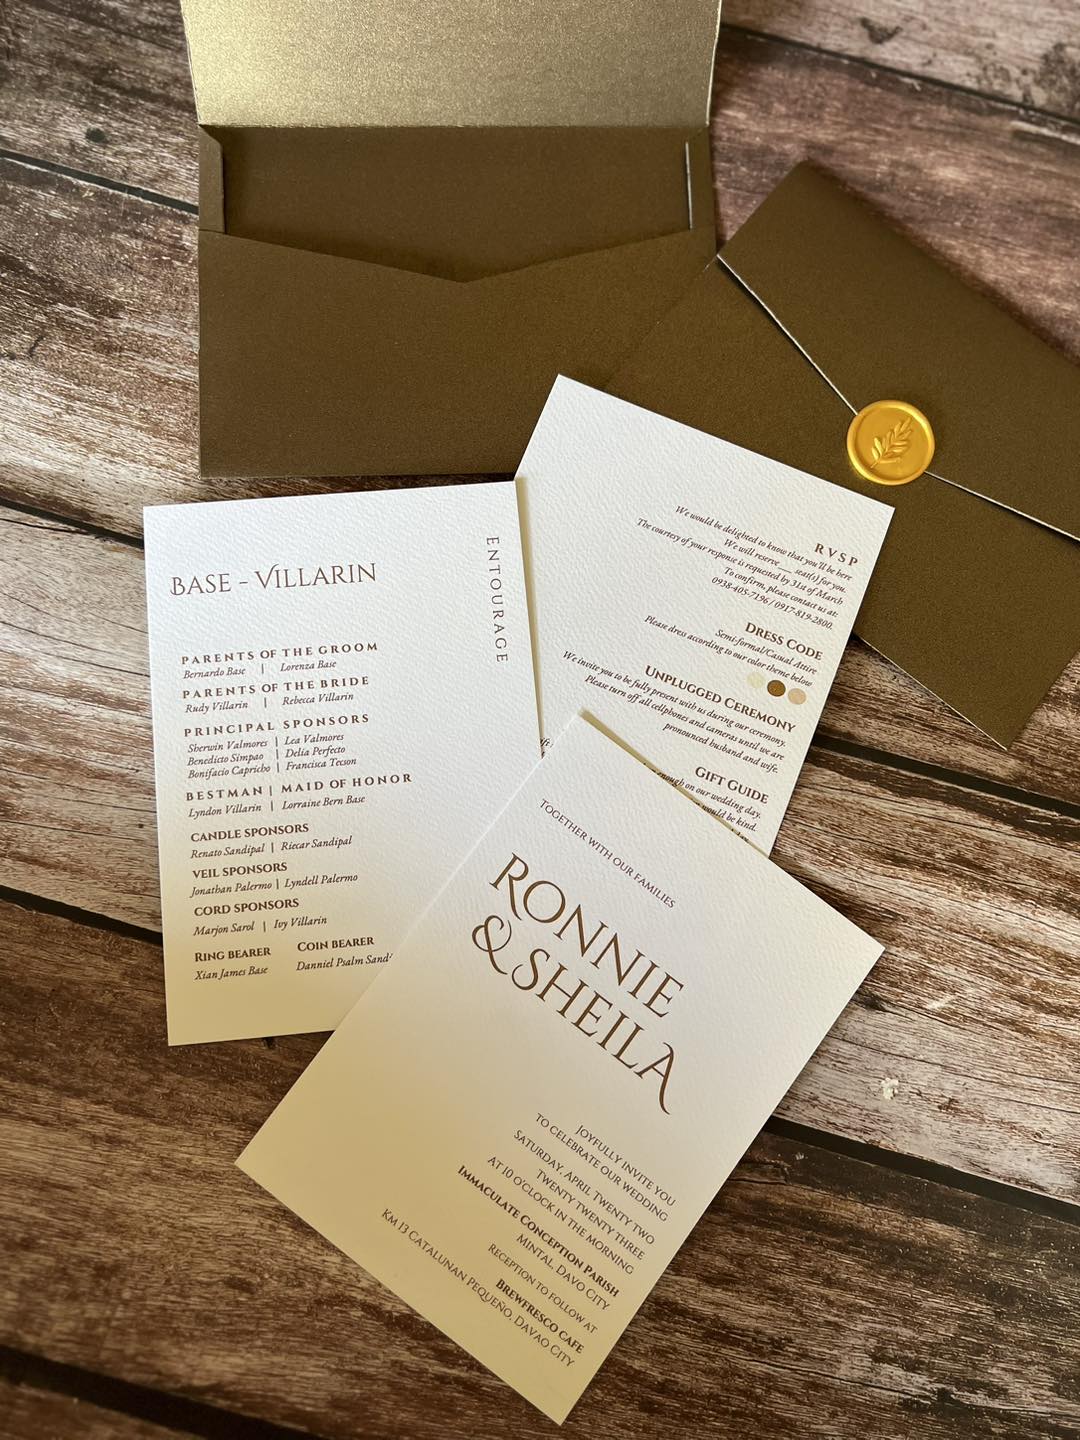 BASE - VILLARIN
ENTOURAGE
PARENTS OF THE GROOM
Bernardo Base | Lorenza Base
PARENTS OF THE BRIDE
Rudy Villarin | Rebecca Villarin
PRINCIPAL SPONSORS
Sherwin Valmores | Lea Valmores
Benedicto Simpao | Delia Perfecto
Bonifacio Capricho | Francisca Tecson
BESTMAN | MAID OF HONOR
Lyndon Villarin | Lorraine Bern Base
CANDLE SPONSORS
Renato Sandipal | Riecar Sandipal
VEIL SPONSORS
Jonathan Palermo | Lyndell Palermo
CORD SPONSORS
Marjon Sarol | Ivy Villarin
RING BEARER COIN BEARER
Xian James Base Danniel Psalm
RVSP
We would be delighted to know that you'll be here
We will reserve ___ seat(s) for you.
The courtesy of your response is requested by 31st of March
To confirm, please contact us at:
0938-405-7196 / 0917-819-2800.
DRESS CODE
Semi-formal/Casual Attire
Please dress according to our color theme below
UNPLUGGED CEREMONY
We invite you to be fully present with us during our ceremony.
Please turn off all cellphones and cameras until we are
pronounced husband and wife.
GIFT GUIDE
enough on our wedding day.
would be kind.
TOGETHER WITH OUR FAMILIES
RONNIE
& SHEILA
JOYFULLY INVITE YOU
TO CELEBRATE OUR WEDDING
SATURDAY, APRIL TWENTY TWO
TWENTY TWENTY THREE
AT 10 O'CLOCK IN THE MORNING
IMMACULATE CONCEPTION PARISH
MINTAL, DAVO CITY
RECEPTION TO FOLLOW AT
BREWFRESCO CAFE
KM 13 CATALUNAN PEQUEÑO, DAVAO CITY